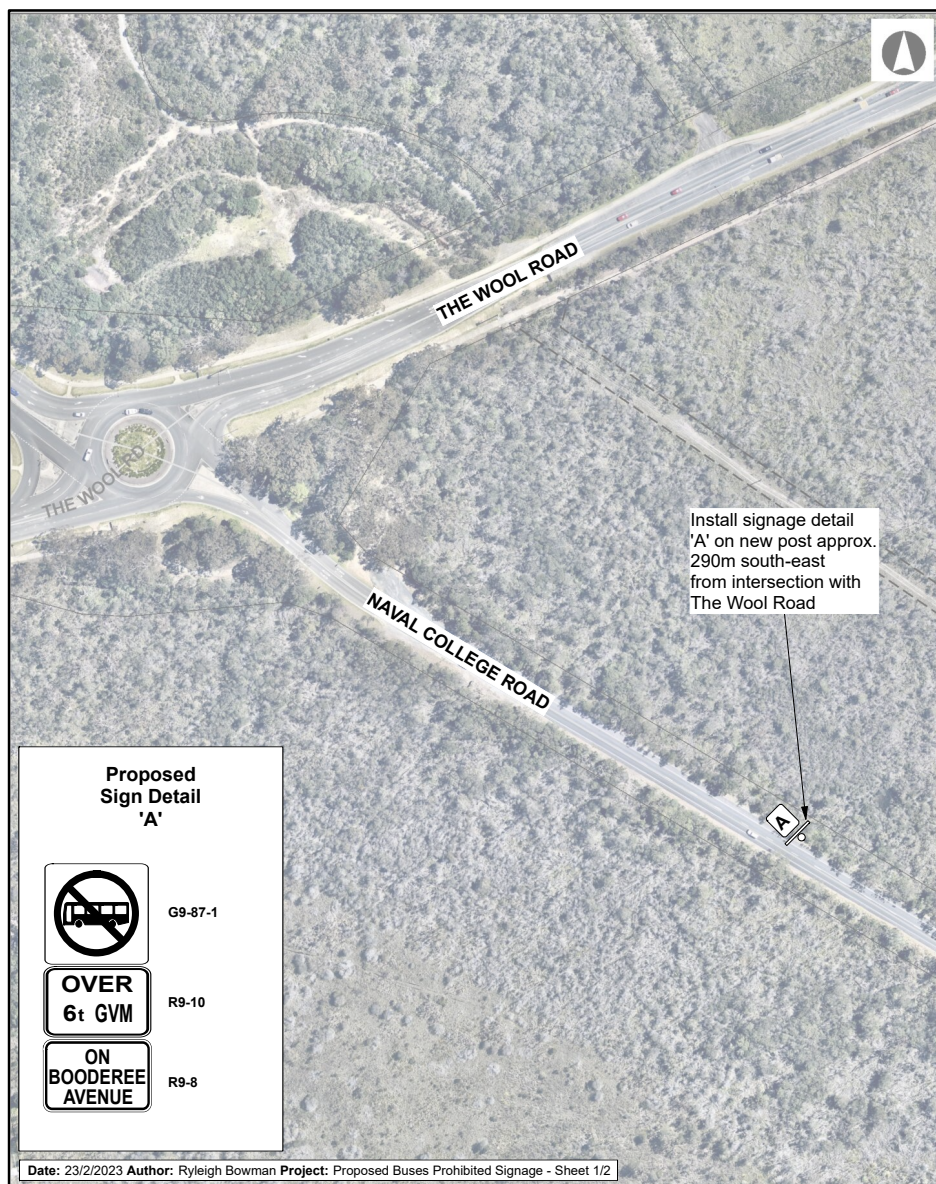 THE WOOL ROAD
THE WOOL RD
Install signage detail
'A' on new post approx.
290m south-east
from intersection with
The Wool Road
NAVAL COLLEGE ROAD
A
Proposed
Sign Detail
'A'
G9-87-1
OVER
6t GVM
R9-10
ON
BOODEREE
AVENUE
R9-8
Date: 23/2/2023 Author: Ryleigh Bowman Project: Proposed Buses Prohibited Signage - Sheet 1/2